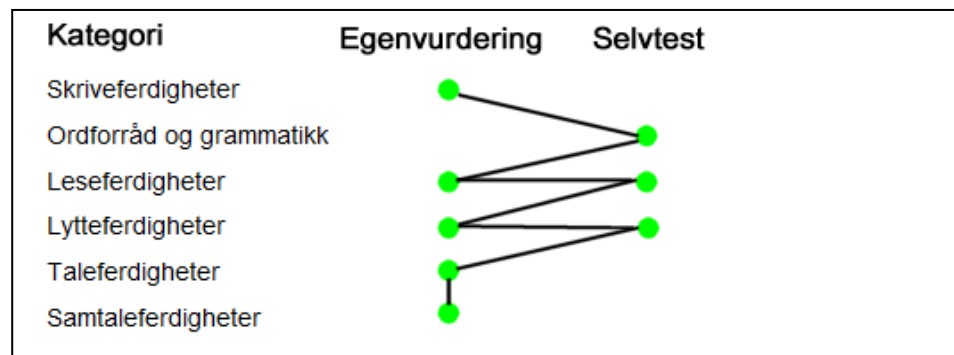 Kategori Egenvurdering Selvtest
Skriveferdigheter
Ordforråd og grammatikk
Leseferdigheter
Lytteferdigheter
Taleferdigheter
Samtaleferdigheter